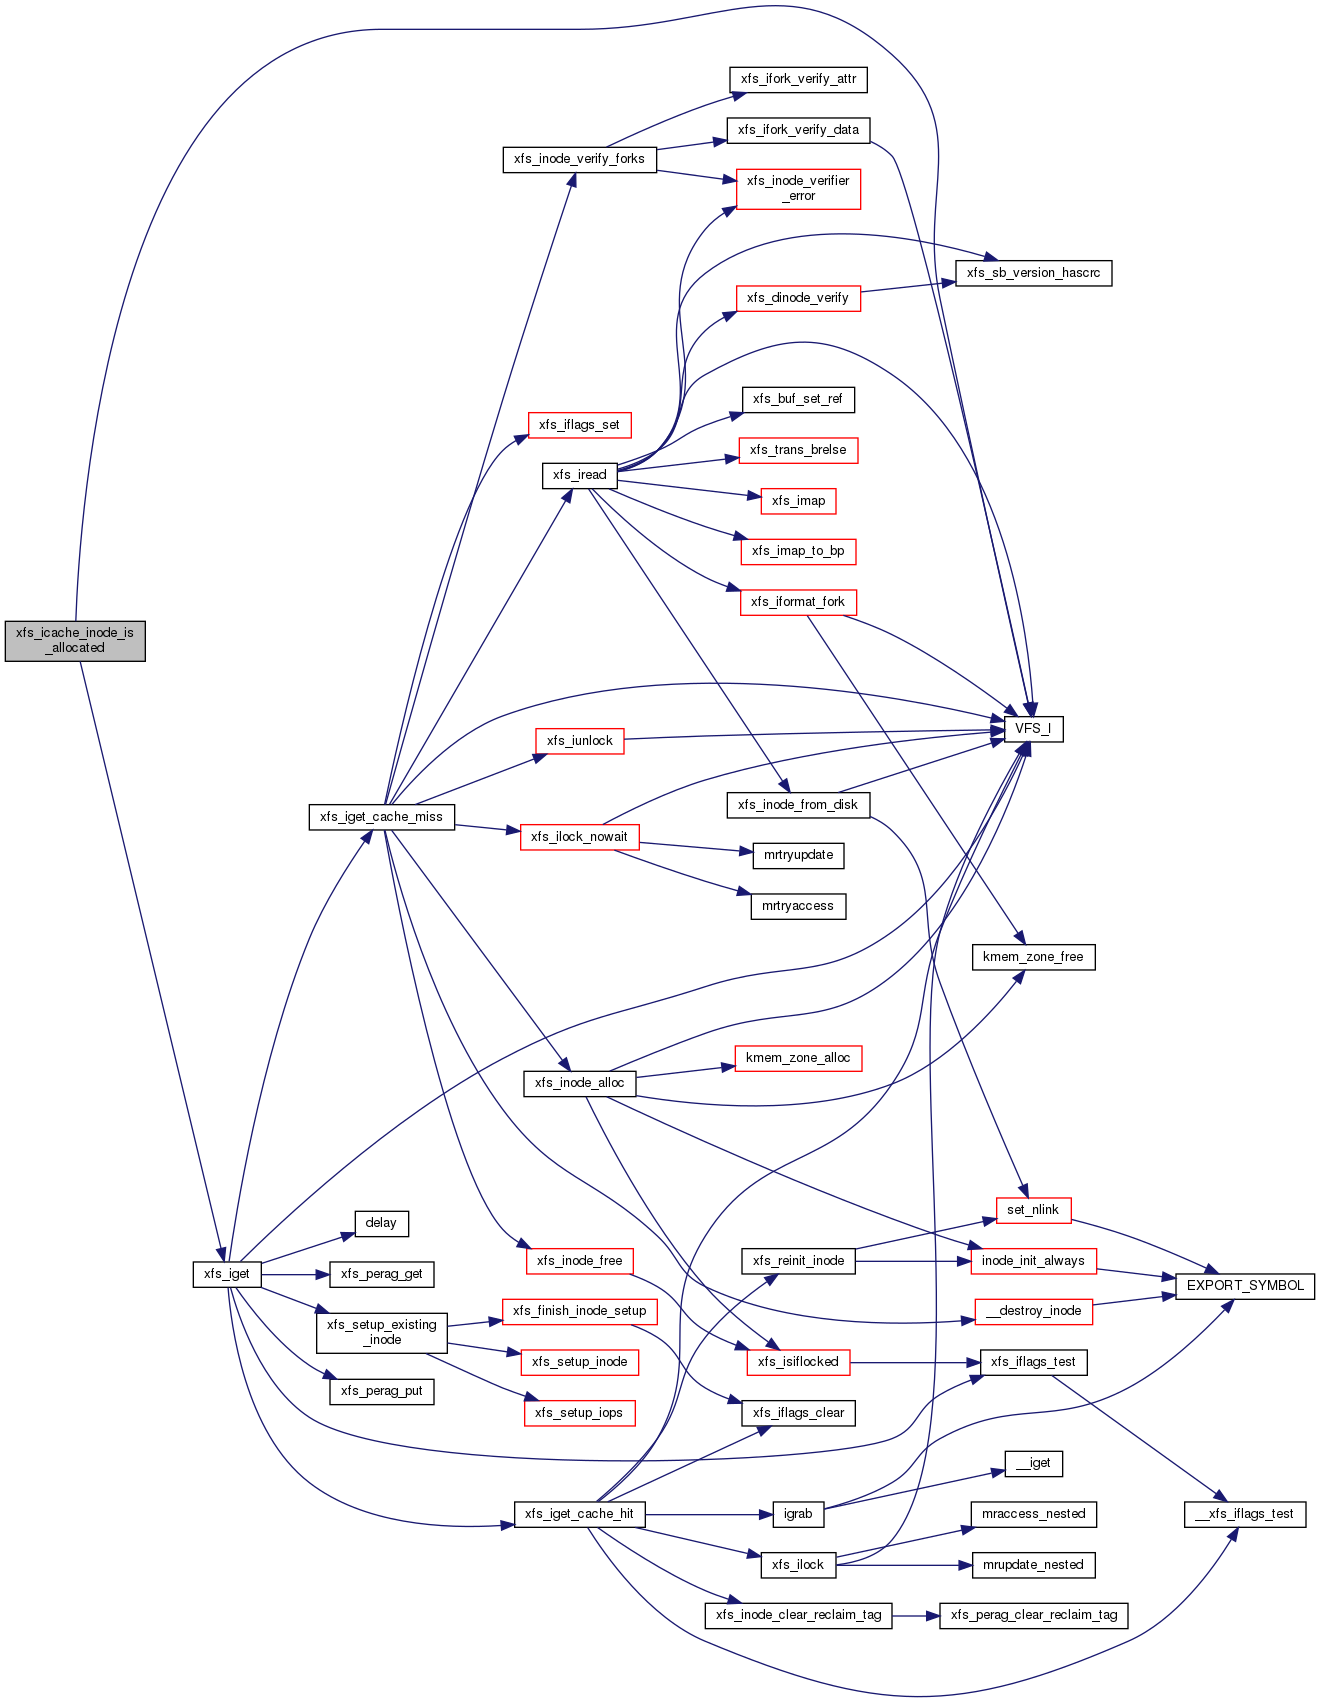 xfs_ifork_verify_attr
xfs_ifork_verify_data
xfs_inode_verify_forks
xfs_inode_verifier
_error
xfs_sb_version_hascrc
xfs_dinode_verify
xfs_buf_set_ref
xfs_iflags_set
xfs_trans_brelse
xfs_iread
xfs_imap
xfs_imap_to_bp
xfs_iformat_fork
xfs_icache_inode_is
_allocated
VFS_I
xfs_iunlock
xfs_inode_from_disk
xfs_iget_cache_miss
xfs_ilock_nowait
mrtryupdate
mrtryaccess
kmem_zone_free
kmem_zone_alloc
xfs_inode_alloc
set_nlink
delay
xfs_inode_free
xfs_reinit_inode
inode_init_always
xfs_iget
xfs_perag_get
EXPORT_SYMBOL
xfs_finish_inode_setup
__destroy_inode
xfs_setup_existing
_inode
xfs_setup_inode
xfs_isiflocked
xfs_iflags_test
xfs_perag_put
xfs_setup_iops
xfs_iflags_clear
__iget
xfs_iget_cache_hit
igrab
mraccess_nested
__xfs_iflags_test
xfs_ilock
mrupdate_nested
xfs_inode_clear_reclaim_tag
xfs_perag_clear_reclaim_tag